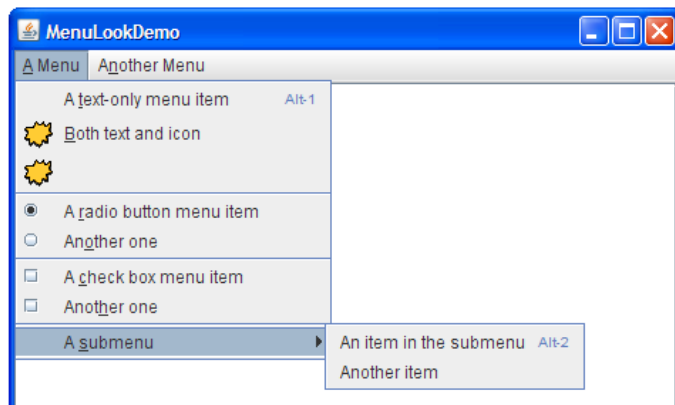 MenuLookDemo
A Menu Another Menu
A text-only menu item Alt-1
Both text and icon
A radio button menu item
Another one
A check box menu item
Another one
A submenu An item in the submenu Alt-2
Another item